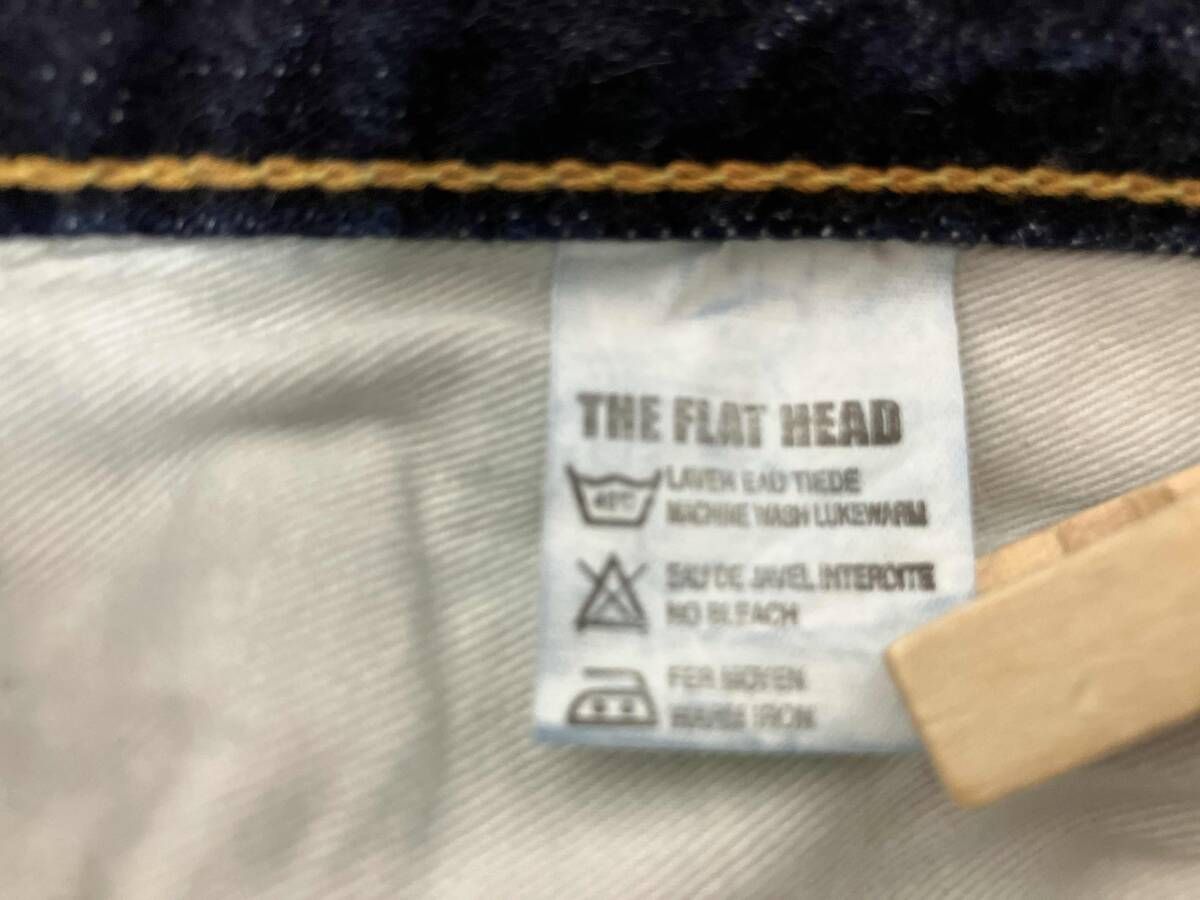 THE FLAT HEAD
40°C
LAVER EAU TIEDE
MACHINE WASH LUKEWARM
EAU DE JAVEL INTERDITE
NO BLEACH
FER MOYEN
WARM IRON